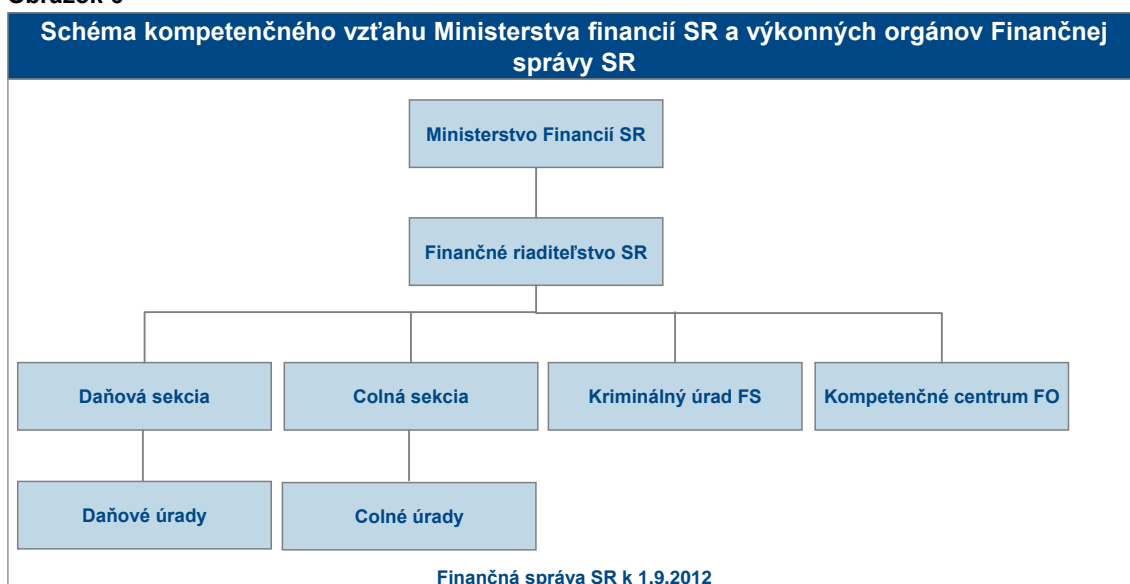 Schéma kompetenčného vzťahu Ministerstva financií SR a výkonných orgánov Finančnej
správy SR
Ministerstvo Financií SR
Finančné riaditeľstvo SR
Daňová sekcia
Colná sekcia
Kriminálný úrad FS
Kompetenčné centrum FO
Daňové úrady
Colné úrady
Finančná správa SR k 1.9.2012